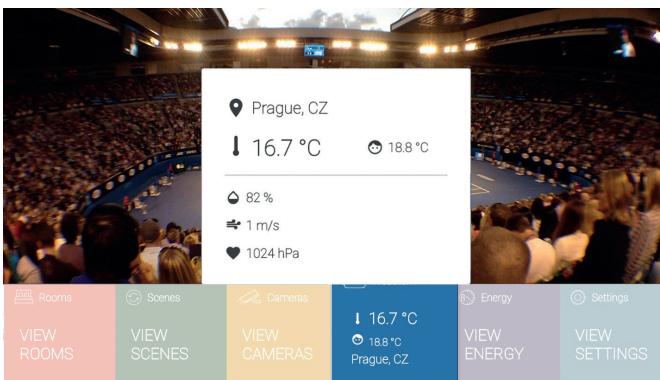 Prague, CZ
16.7 °C
18.8 °C
82 %
1 m/s
1024 hPa
Rooms
VIEW
ROOMS
Scenes
VIEW
SCENES
Cameras
VIEW
CAMERAS
16.7 °C
18.8 °C
Prague, CZ
Energy
VIEW
ENERGY
Settings
VIEW
SETTINGS